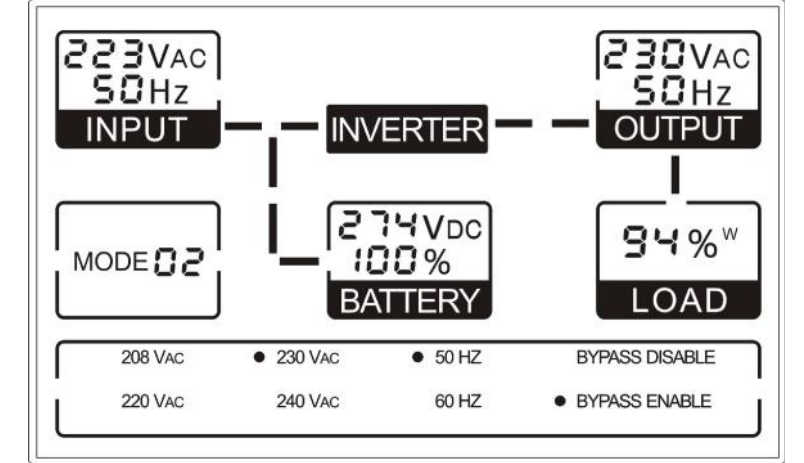 223VAC
50HZ
INPUT
INVERTER
230VAC
50HZ
OUTPUT
MODE 02
274VDC
100%
BATTERY
94%W
LOAD
208 VAC ● 230 VAC ● 50 HZ BYPASS DISABLE
220 VAC 240 VAC 60 HZ ● BYPASS ENABLE